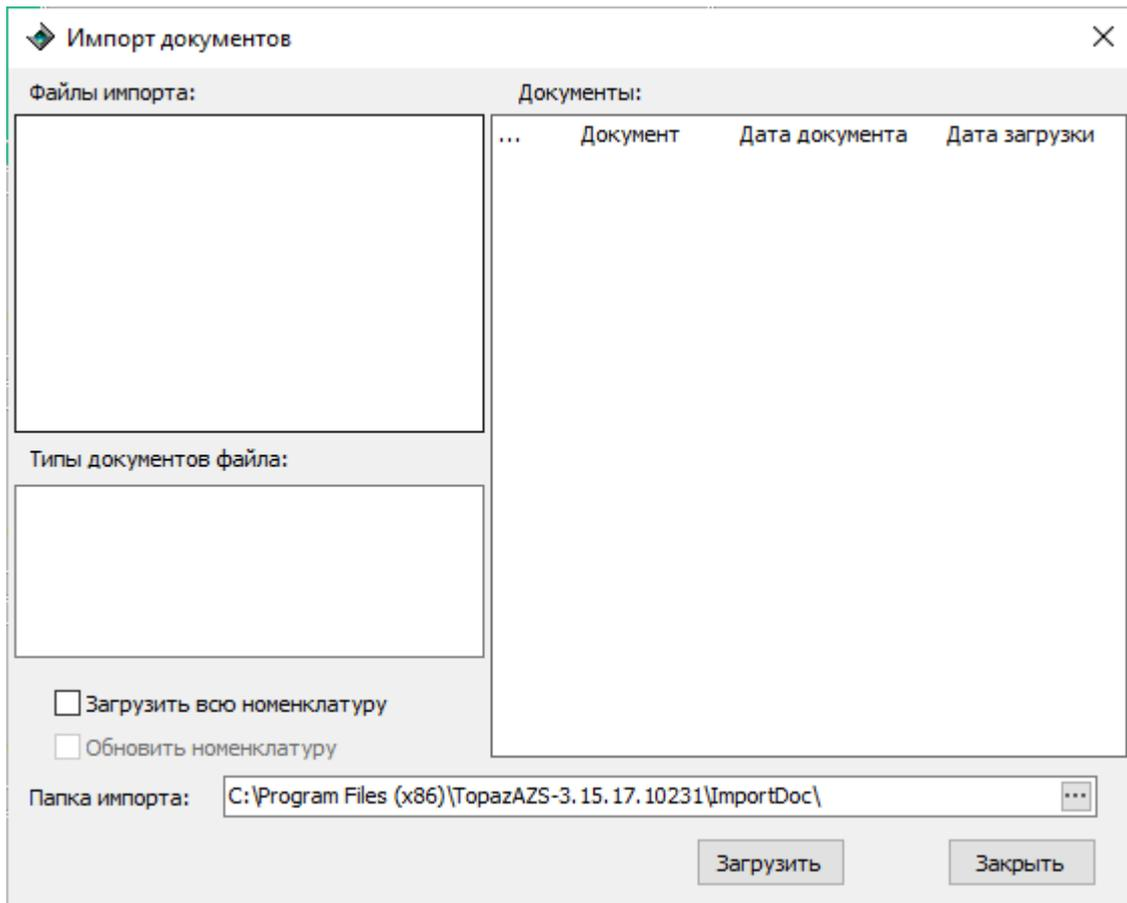 Импорт документов
Файлы импорта:
Документы:
... Документ Дата документа Дата загрузки
Типы документов файла:
Загрузить всю номенклатуру
Обновить номенклатуру
Папка импорта: C:\Program Files (x86)\TopazAZS-3.15.17.10231\ImportDoc\ ...
Загрузить Закрыть